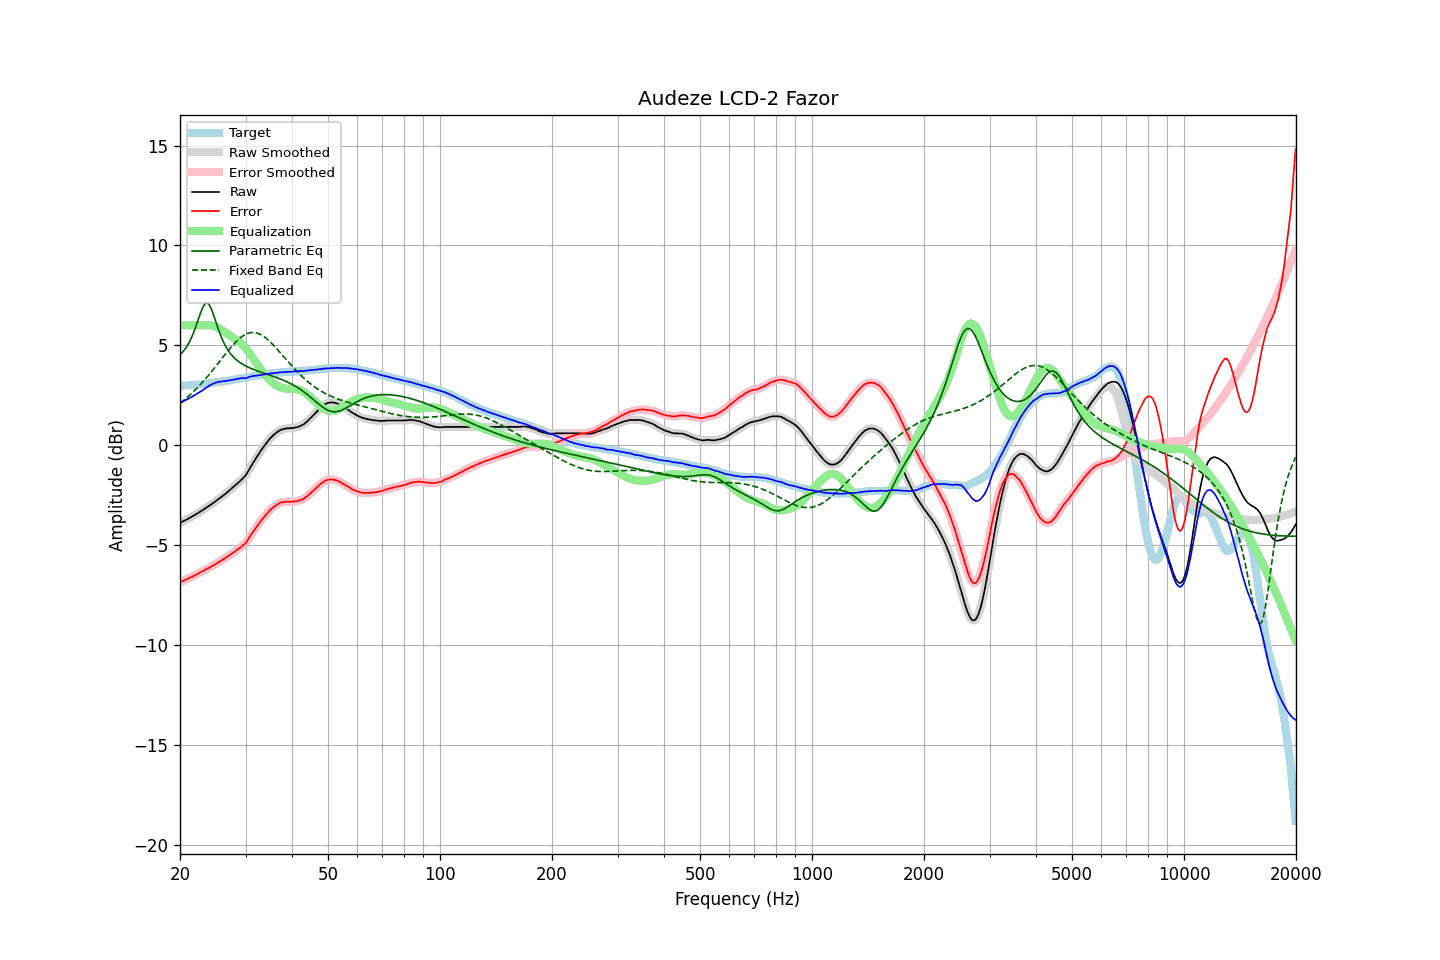 Audeze LCD-2 Fazor
Target
Raw Smoothed
Error Smoothed
Raw
Error
Equalization
Parametric Eq
Fixed Band Eq
Equalized
15
10
5
0
−5
−10
−15
−20
Amplitude (dBr)
20 50 100 200 500 1000 2000 5000 10000 20000
Frequency (Hz)